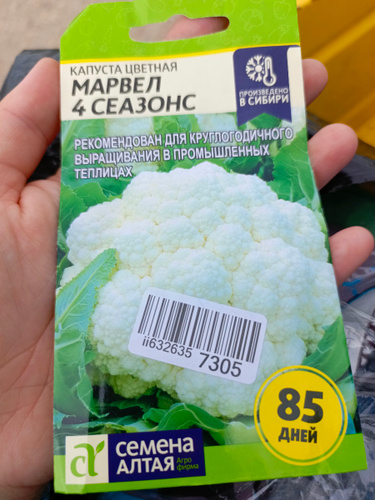 КАПУСТА ЦВЕТНАЯ
МАРВЕЛ
4 СЕАЗОНС
ПРОИЗВЕДЕНО
В СИБИРИ
РЕКОМЕНДОВАН ДЛЯ КРУГЛОГОДИЧНОГО
ВЫРАЩИВАНИЯ В ПРОМЫШЛЕННЫХ
ТЕПЛИЦАХ
ii632635 7305
85
ДНЕЙ
СЕМЕНА
АЛТАЯ Агро
фирма